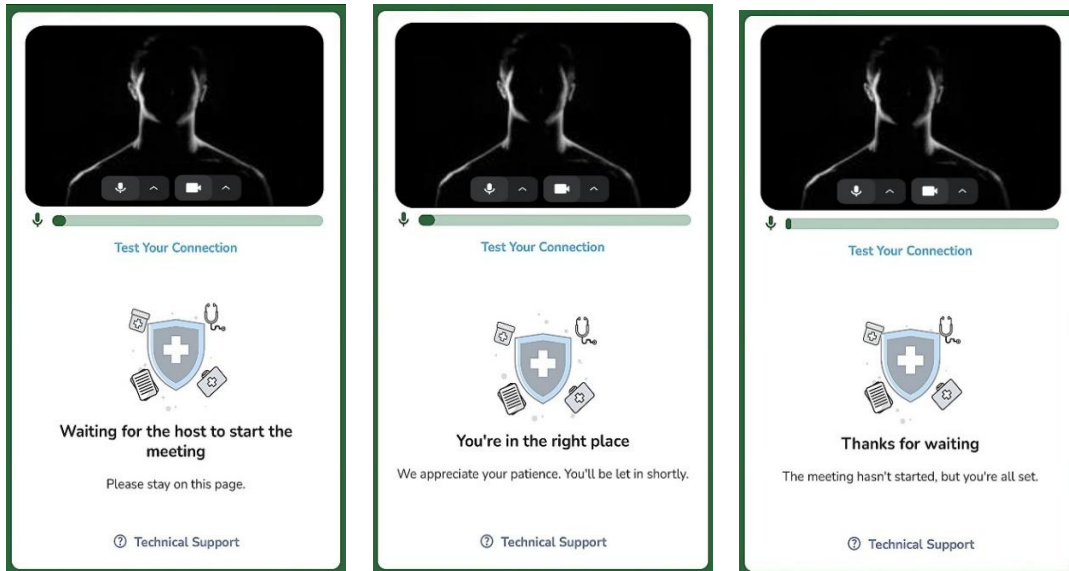 Test Your Connection
Waiting for the host to start the
meeting
Please stay on this page.
Technical Support
Test Your Connection
You're in the right place
We appreciate your patience. You'll be let in shortly.
Technical Support
Test Your Connection
Thanks for waiting
The meeting hasn't started, but you're all set.
Technical Support